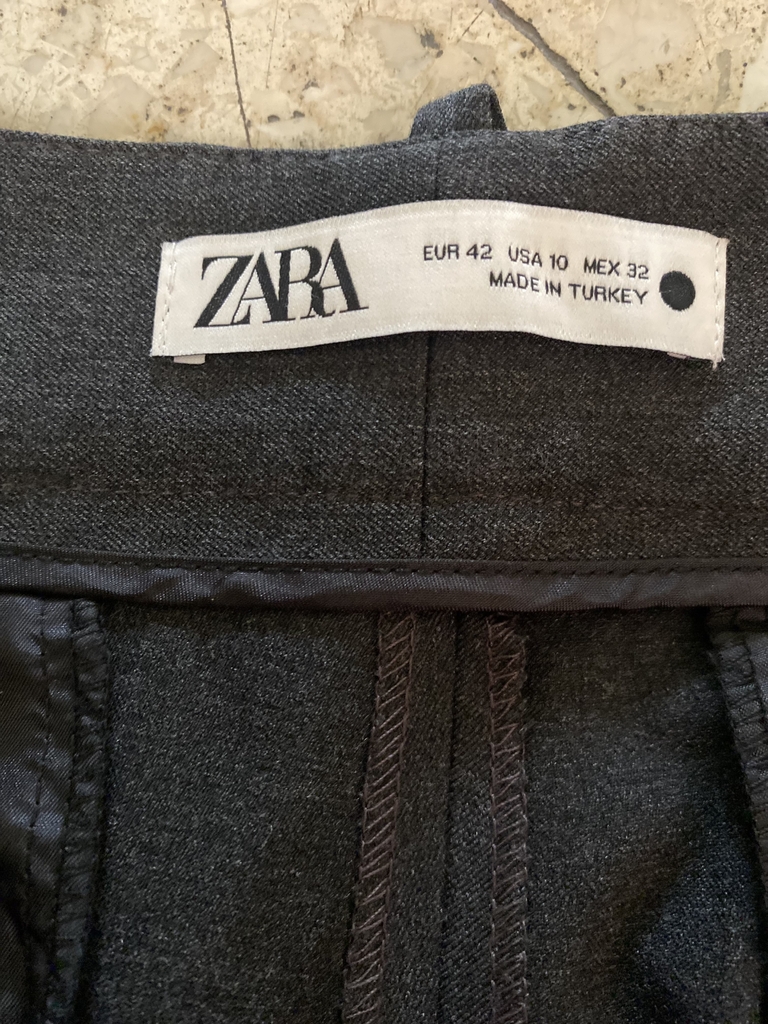 ZARA
EUR 42 USA 10 MEX 32
MADE IN TURKEY